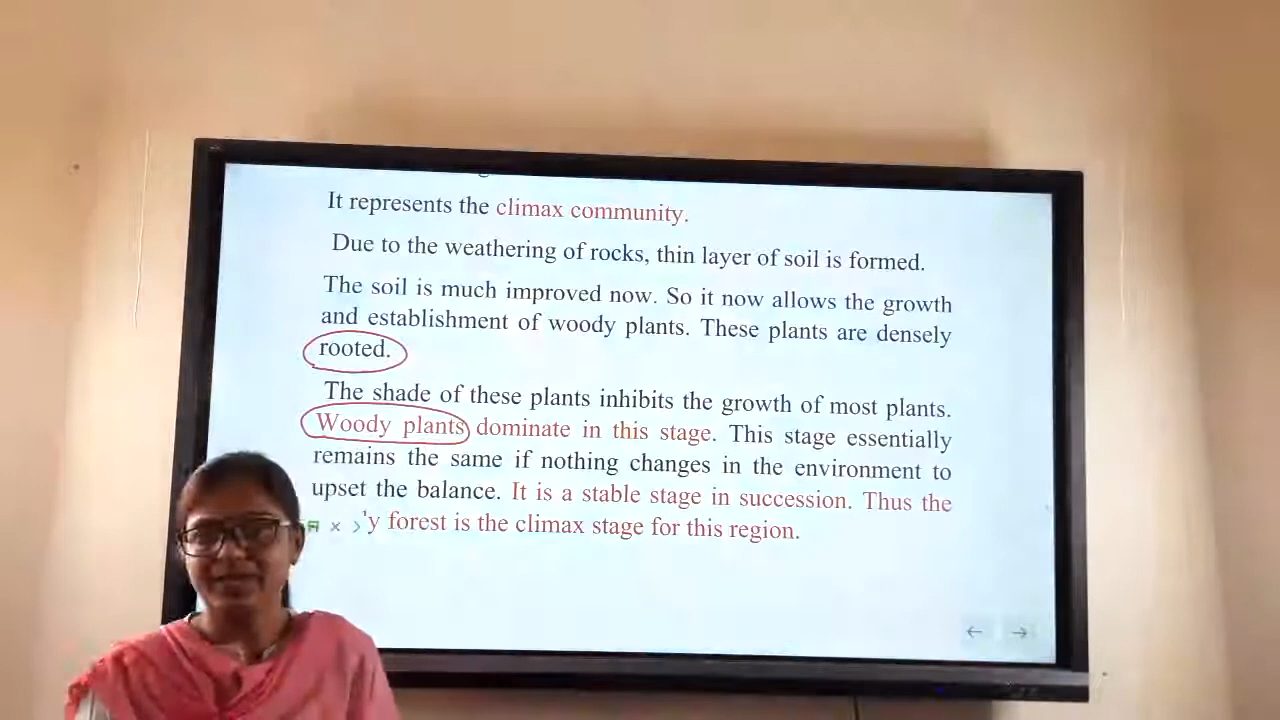 It represents the climax community.
Due to the weathering of rocks, thin layer of soil is formed.
The soil is much improved now. So it now allows the growth
and establishment of woody plants. These plants are densely
rooted.
The shade of these plants inhibits the growth of most plants.
Woody plants dominate in this stage. This stage essentially
remains the same if nothing changes in the environment to
upset the balance. It is a stable stage in succession. Thus the
forest is the climax stage for this region.